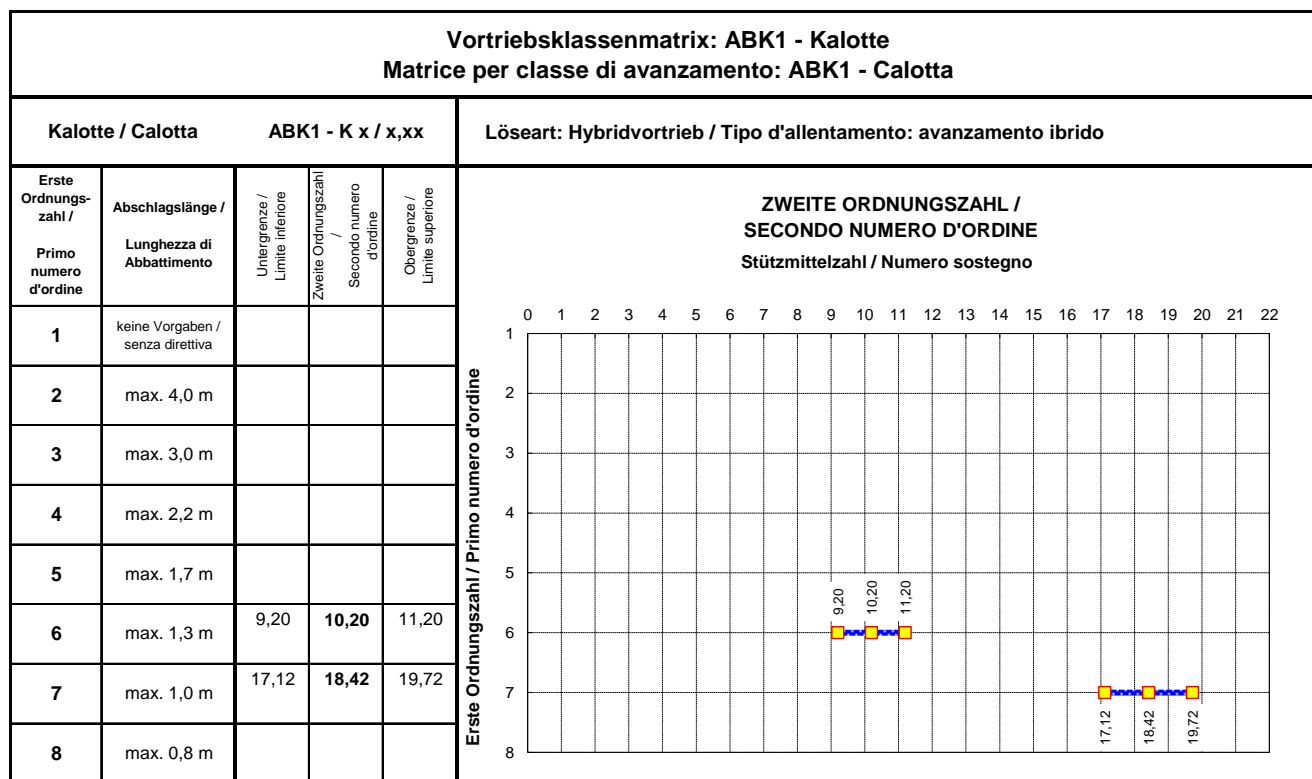 Vortriebsklassenmatrix: ABK1 - Kalotte
Matrice per classe di avanzamento: ABK1 - Calotta
Kalotte / Calotta ABK1 - K x / x,xx
Löseart: Hybridvortrieb / Tipo d'allentamento: avanzamento ibrido
Erste
Ordnungs-
zahl /
Primo
numero
d'ordine
Abschlagslänge /
Lunghezza di
Abbattimento
Untergrenze /
Limite inferiore
Zweite Ordnungszahl
/
Secondo numero
d'ordine
Obergrenze /
Limite superiore
1
keine Vorgaben /
senza direttiva
2 max. 4,0 m
3 max. 3,0 m
4 max. 2,2 m
5 max. 1,7 m
6 max. 1,3 m 9,20 10,20 11,20
7 max. 1,0 m 17,12 18,42 19,72
8 max. 0,8 m
ZWEITE ORDNUNGSZAHL /
SECONDO NUMERO D'ORDINE
Stützmittelzahl / Numero sostegno
0 1 2 3 4 5 6 7 8 9 10 11 12 13 14 15 16 17 18 19 20 21 22
Erste Ordnungszahl / Primo numero d'ordine
1
2
3
4
5
6
7
8
9,20
10,20
11,20
17,12
18,42
19,72